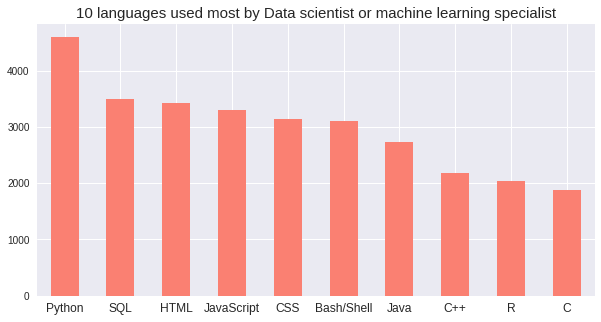 10 languages used most by Data scientist or machine learning specialist
4000
3000
2000
1000
0
Python SQL HTML JavaScript CSS Bash/Shell Java C++ R C